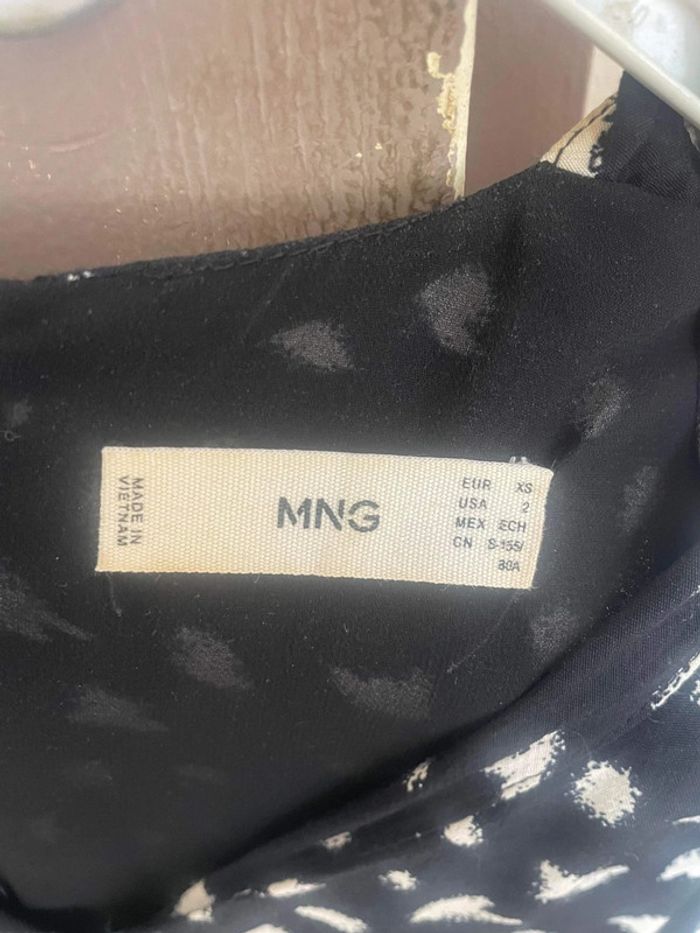 MADE IN
VIETNAM
MNG
EUR XS
USA 2
MEX ECH
CN S-155/
80A